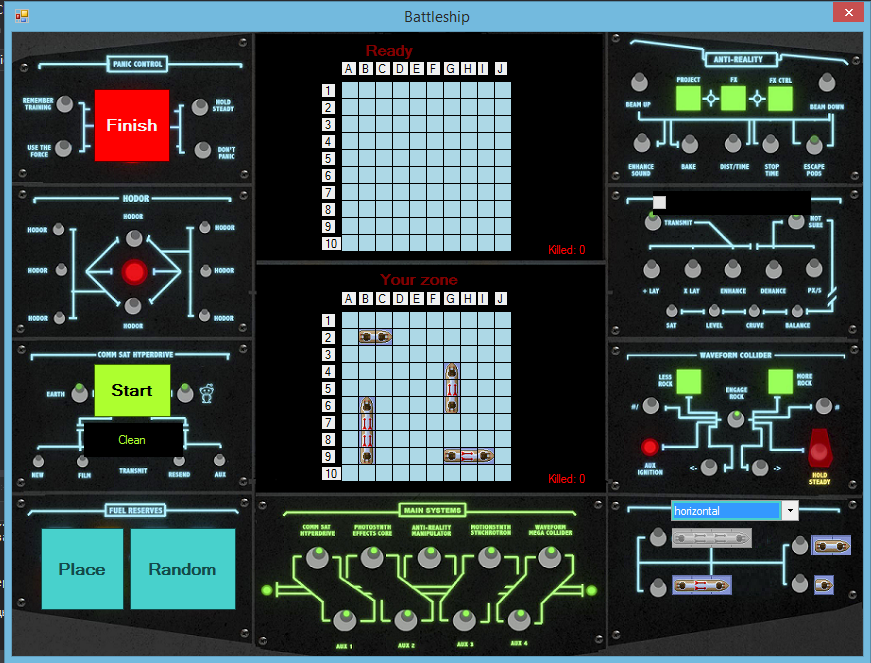 Battleship
PANIC CONTROL
REMEMBER TRAINING
USE THE FORCE
Finish
HOLD STEADY
DON'T PANIC
HODOR
HODOR
HODOR
HODOR
HODOR
HODOR
HODOR
HODOR
HODOR
COMM SAT HYPERDRIVE
EARTH
Start
Clean
NEW
FILM
TRANSMIT
RESEND
AUX
FUEL RESERVES
Place
Random
Ready
A B C D E F G H I J
1
2
3
4
5
6
7
8
9
10
Killed: 0
Your zone
A B C D E F G H I J
1
2
3
4
5
6
7
8
9
10
Killed: 0
MAIN SYSTEMS
COMM SAT HYPERDRIVE
PHOTOSYNTH EFFECTS CORE
ANTI-REALITY MANIPULATOR
MOTIONSYNTH SYNCHROTRON
WAVEFORM MEGA COLLIDER
AUX 1
AUX 2
AUX 3
AUX 4
ANTI-REALITY
PROJECT
FX
FX CTRL
BEAM UP
BEAM DOWN
ENHANCE SOUND
BAKE
DIST/TIME
STOP TIME
ESCAPE PODS
TRANSMIT
NOT SURE
+ LAT
X LAT
ENHANCE
DEHANCE
PX/S
SAT
LEVEL
CRUVE
BALANCE
WAVEFORM COLLIDER
LESS ROCK
ENGAGE ROCK
MORE ROCK
#/
#
AUX IGNITION
<-
->
HOLD STEADY
horizontal